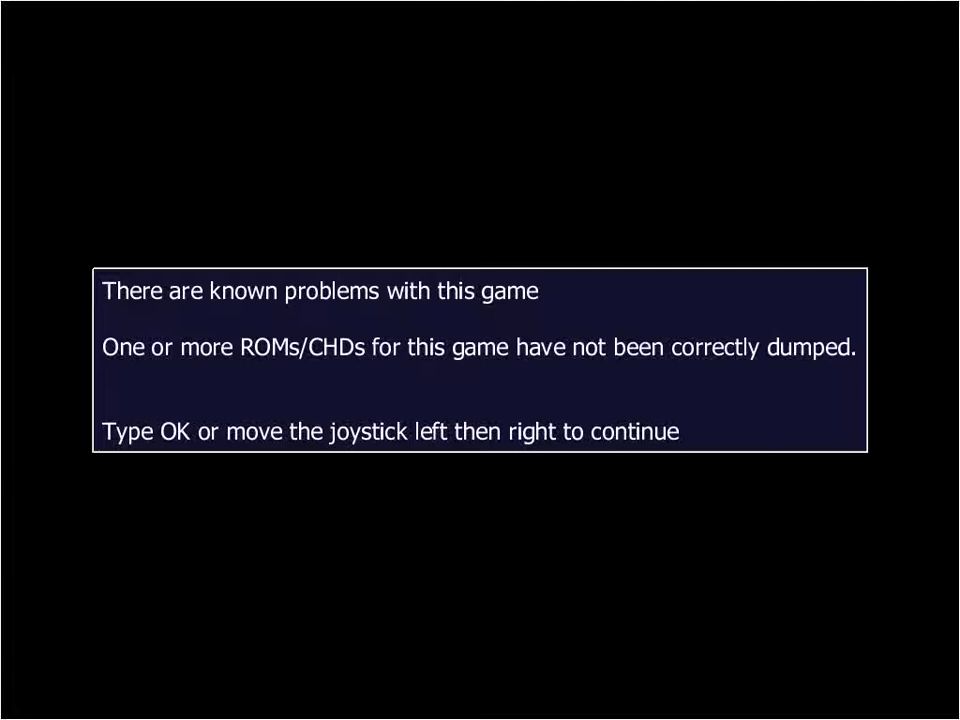 There are known problems with this game
One or more ROMs/CHDs for this game have not been correctly dumped.
Type OK or move the joystick left then right to continue